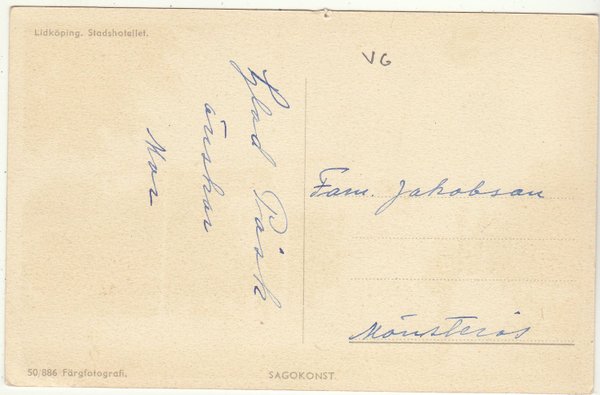 Lidköping. Stadshotellet.
VG
Glad Påsk
önskar
Mor
Fam. Jakobsson
Mönsterås
50/886 Färgfotografi.
SAGOKONST.